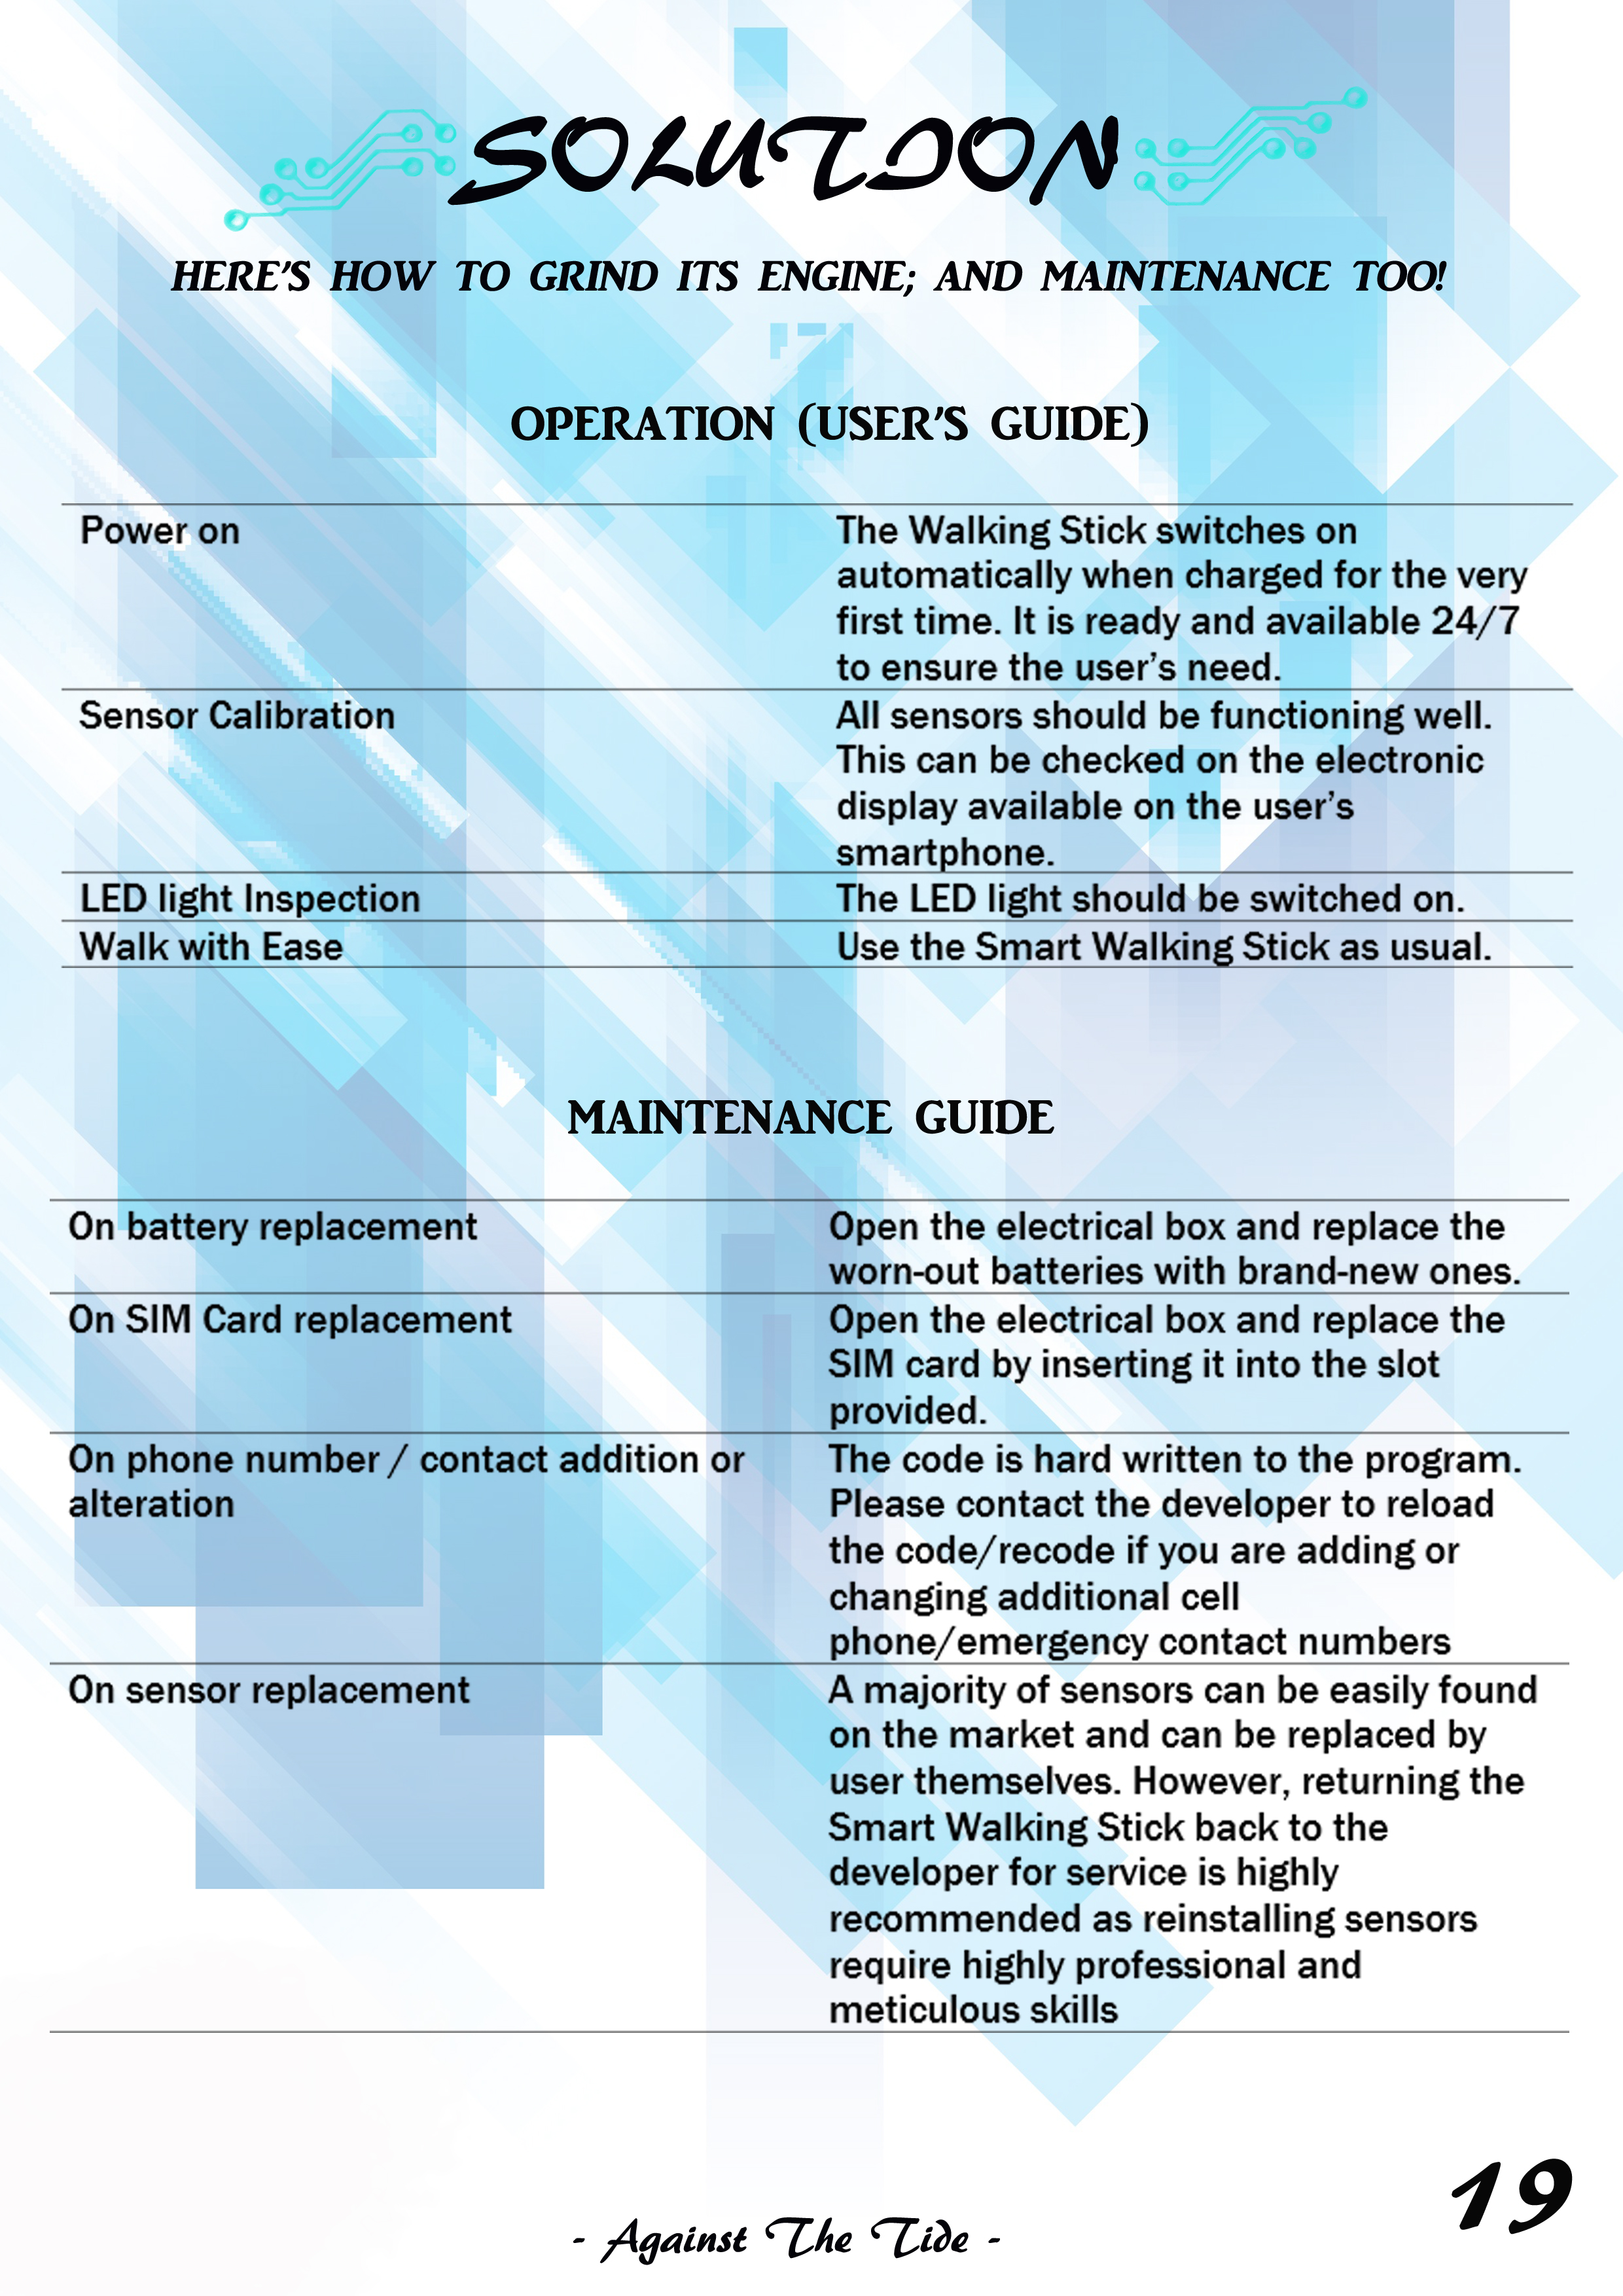 SOLUTION
HERE'S HOW TO GRIND ITS ENGINE; AND MAINTENANCE TOO!
OPERATION (USER'S GUIDE)
Power on
The Walking Stick switches on
automatically when charged for the very
first time. It is ready and available 24/7
to ensure the user's need.
Sensor Calibration
All sensors should be functioning well.
This can be checked on the electronic
display available on the user's
smartphone.
LED light Inspection
The LED light should be switched on.
Walk with Ease
Use the Smart Walking Stick as usual.
MAINTENANCE GUIDE
On battery replacement
Open the electrical box and replace the
worn-out batteries with brand-new ones.
On SIM Card replacement
Open the electrical box and replace the
SIM card by inserting it into the slot
provided.
On phone number / contact addition or
alteration
The code is hard written to the program.
Please contact the developer to reload
the code/recode if you are adding or
changing additional cell
phone/emergency contact numbers
On sensor replacement
A majority of sensors can be easily found
on the market and can be replaced by
user themselves. However, returning the
Smart Walking Stick back to the
developer for service is highly
recommended as reinstalling sensors
require highly professional and
meticulous skills
19
- Against The Tide -